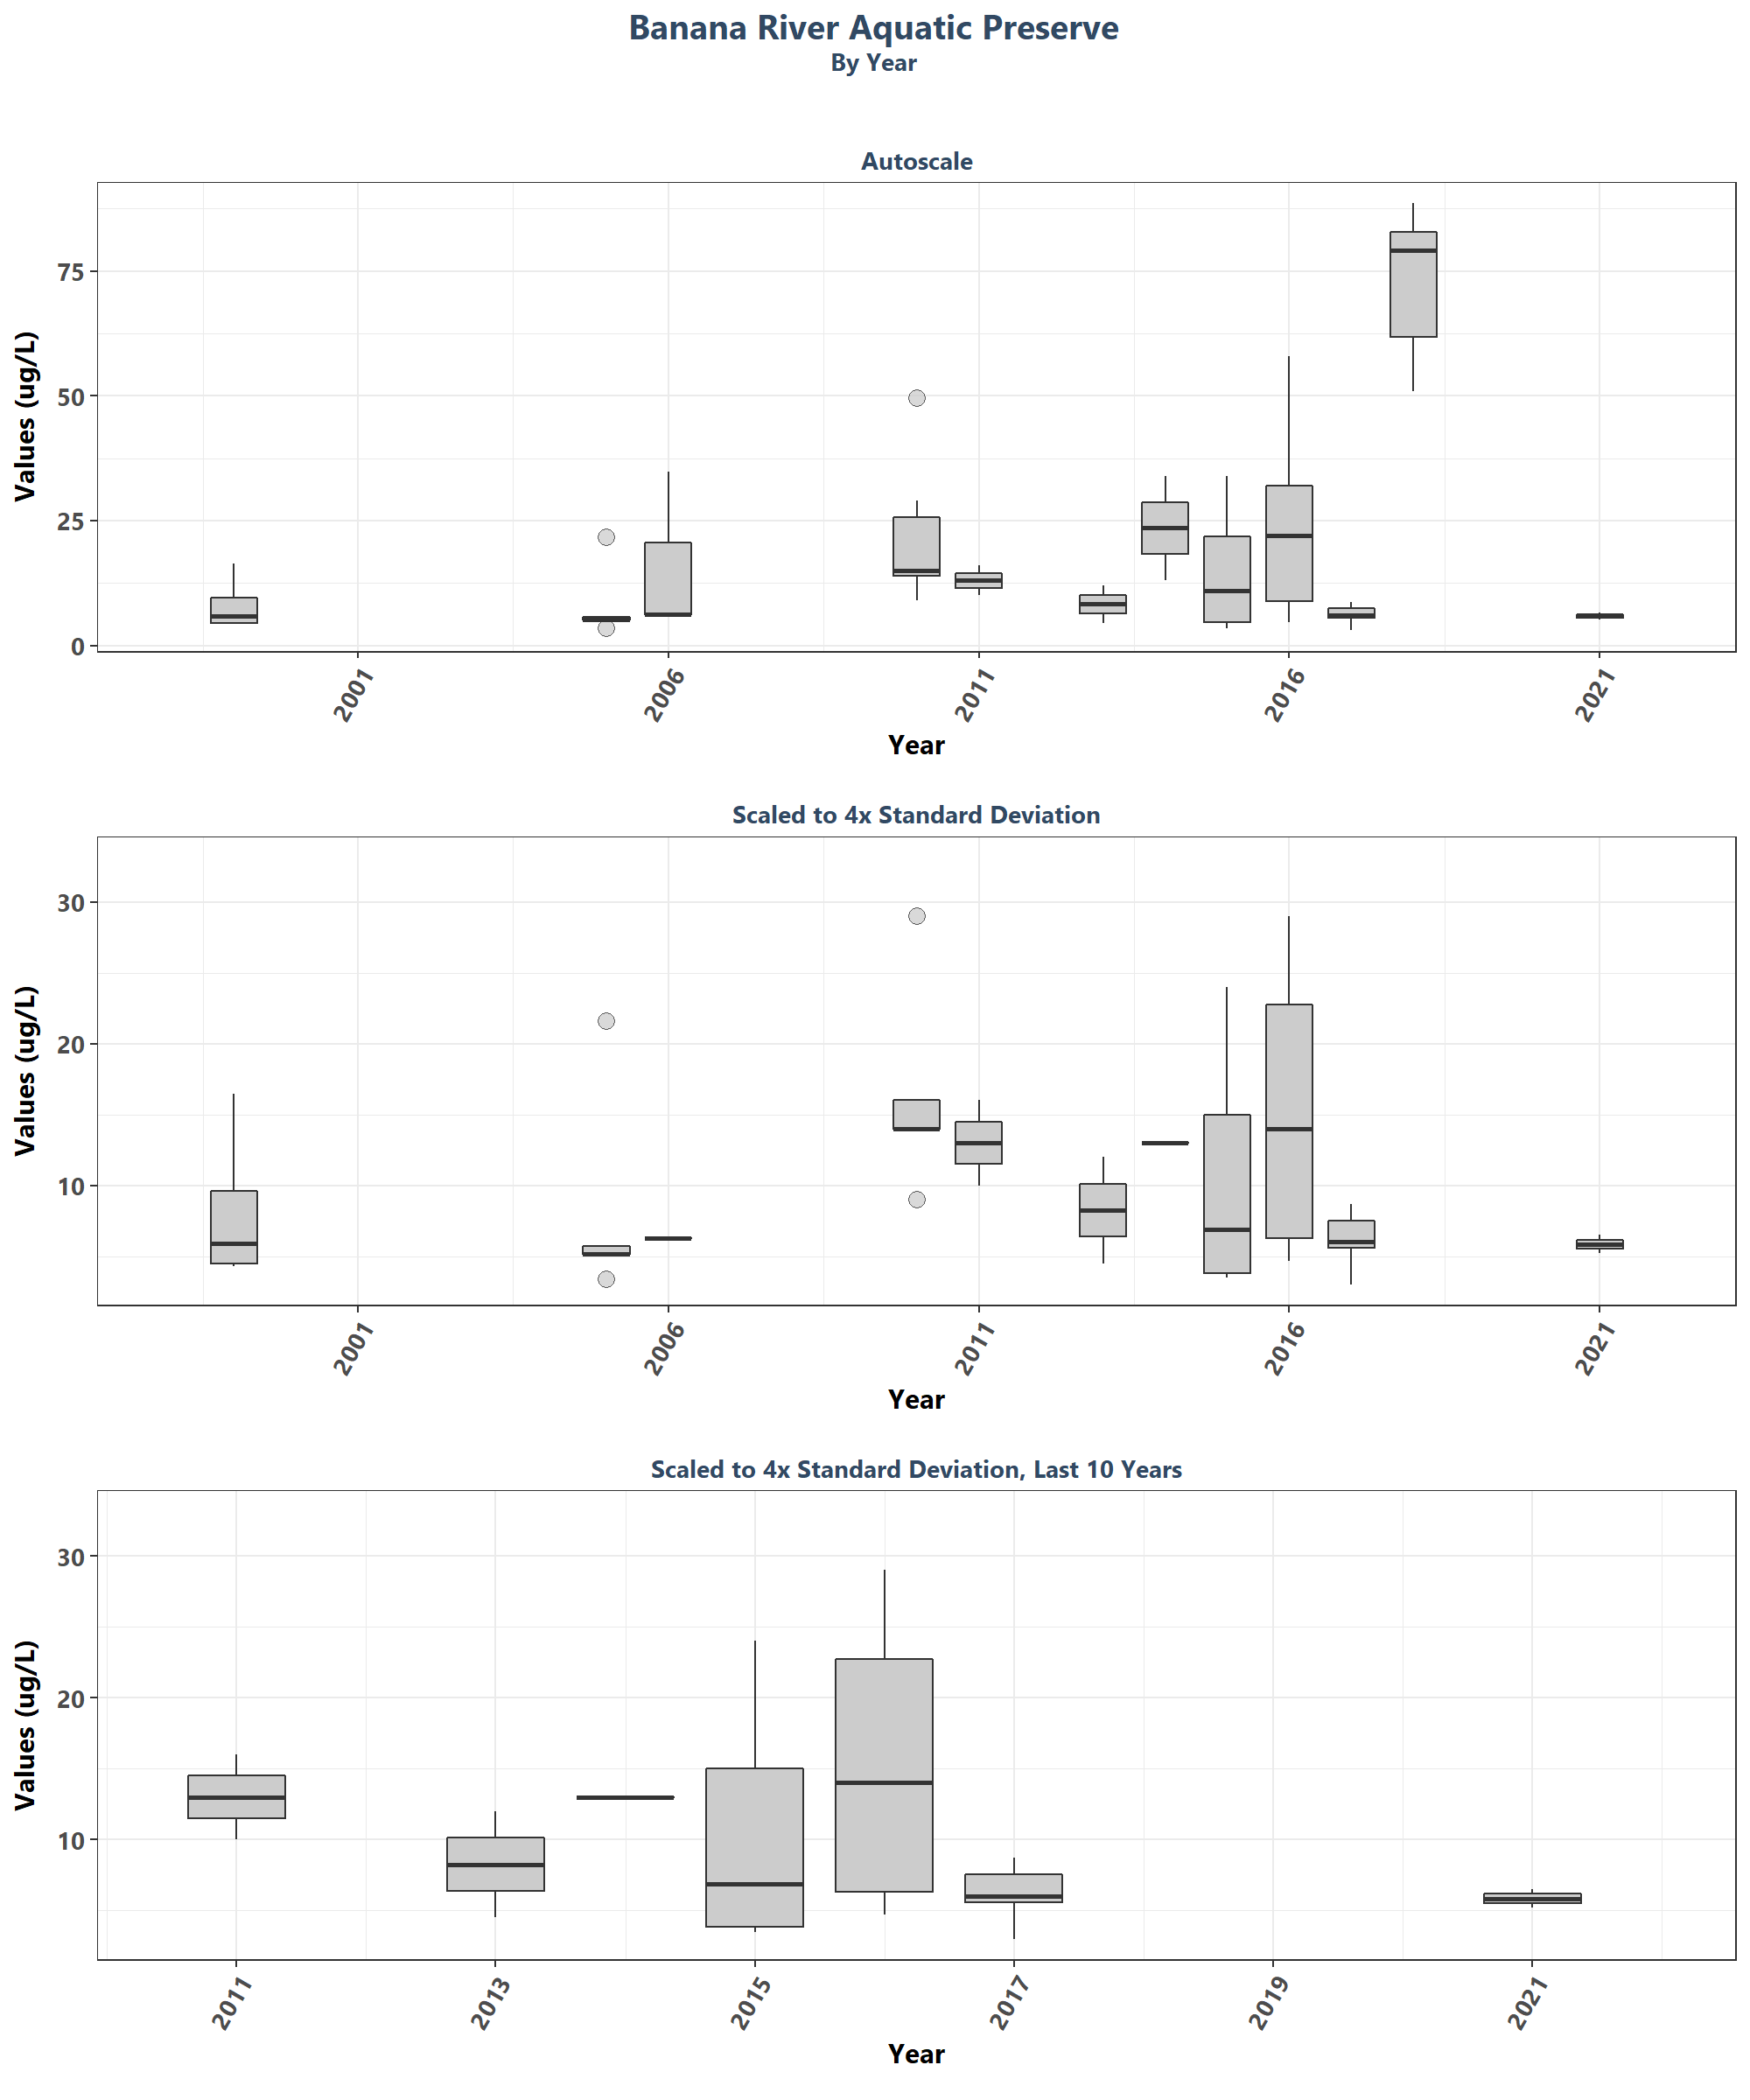 Banana River Aquatic Preserve
By Year
Autoscale
Values (ug/L)
75
50
25
0
2001
2006
2011
2016
2021
Year
Scaled to 4x Standard Deviation
Values (ug/L)
30
20
10
2001
2006
2011
2016
2021
Year
Scaled to 4x Standard Deviation, Last 10 Years
Values (ug/L)
30
20
10
2011
2013
2015
2017
2019
2021
Year